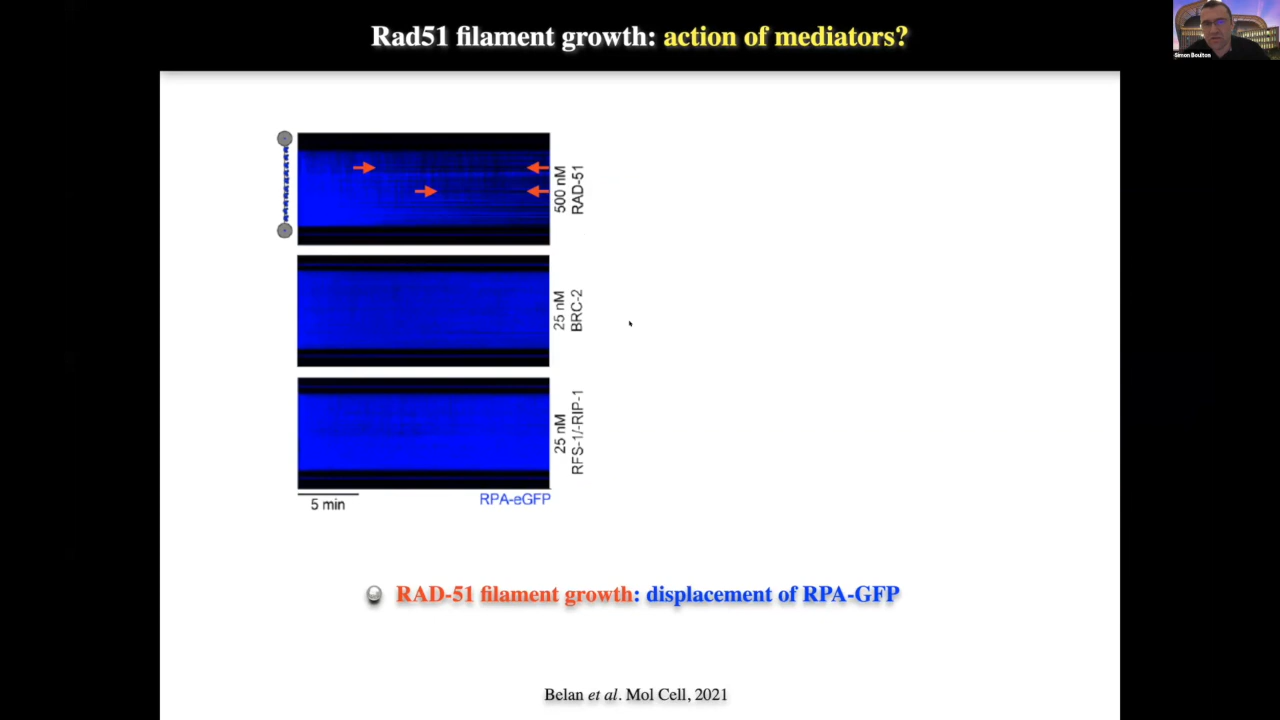 Rad51 filament growth: action of mediators?
Simon Boulton
500 nM
RAD-51
25 nM
BRC-2
25 nM
RFS-1/-RIP-1
5 min
RPA-eGFP
RAD-51 filament growth: displacement of RPA-GFP
Belan et al. Mol Cell, 2021